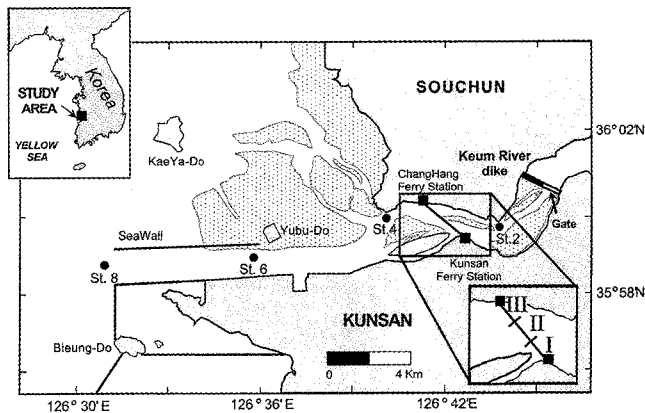 STUDY
AREA
Korea
YELLOW
SEA
KaeYa-Do
SOUCHUN
36° 02'
Keum River
dike
ChangHang
Ferry Station
Gate
St.4
St.2
Yubu-Do
SeaWall
St. 8
St. 6
Kunsan
Ferry Station
35° 58'
KUNSAN
III
II
I
Bieung-Do
0 4 Km
126° 30' E 126° 36' E 126° 42' E